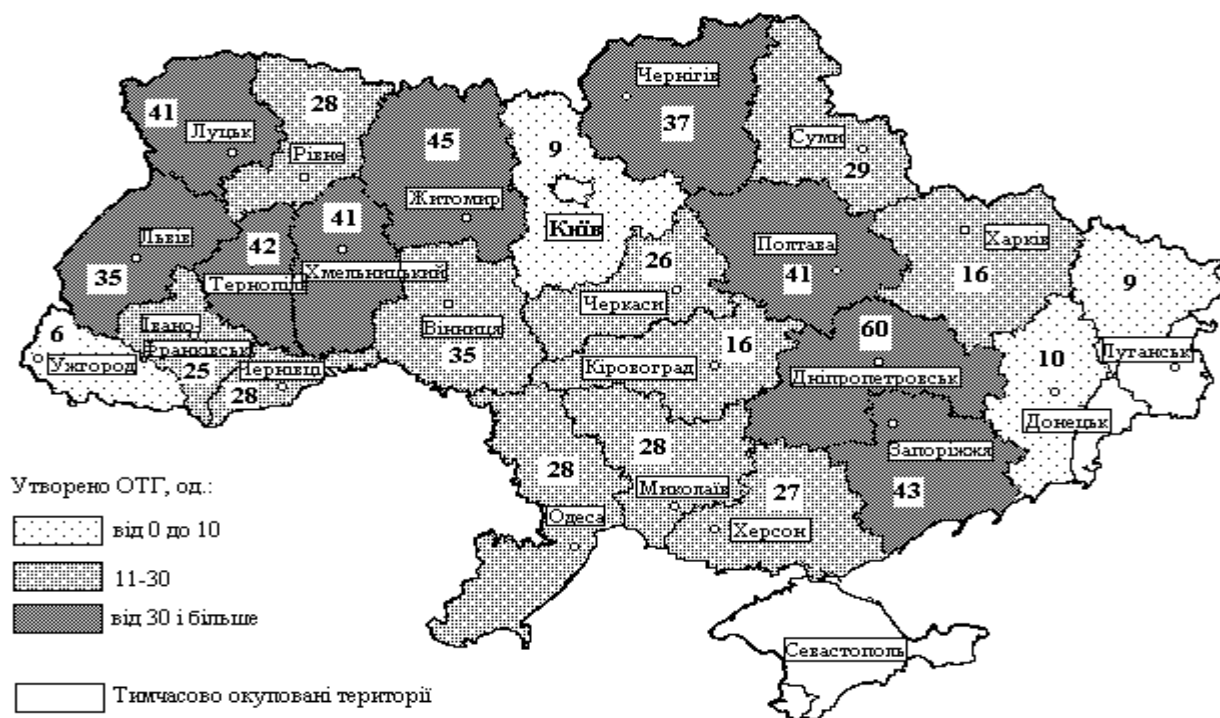 Чернігів
37
41
Луцьк
28
Рівне
45
Житомир
9
Київ
Суми
29
Львів
35
42
Тернопіль
41
Хмельницький
26
Черкаси
Полтава
41
Харків
16
9
Луганськ
6
Ужгород
Івано-
Франківськ
25
Чернівці
28
Вінниця
35
16
Кіровоград
60
Дніпропетровськ
10
Донецьк
Запоріжжя
43
28
Одеса
28
Миколаїв
27
Херсон
Севастополь
Утворено ОТГ, од.:
від 0 до 10
11-30
від 30 і більше
Тимчасово окуповані території